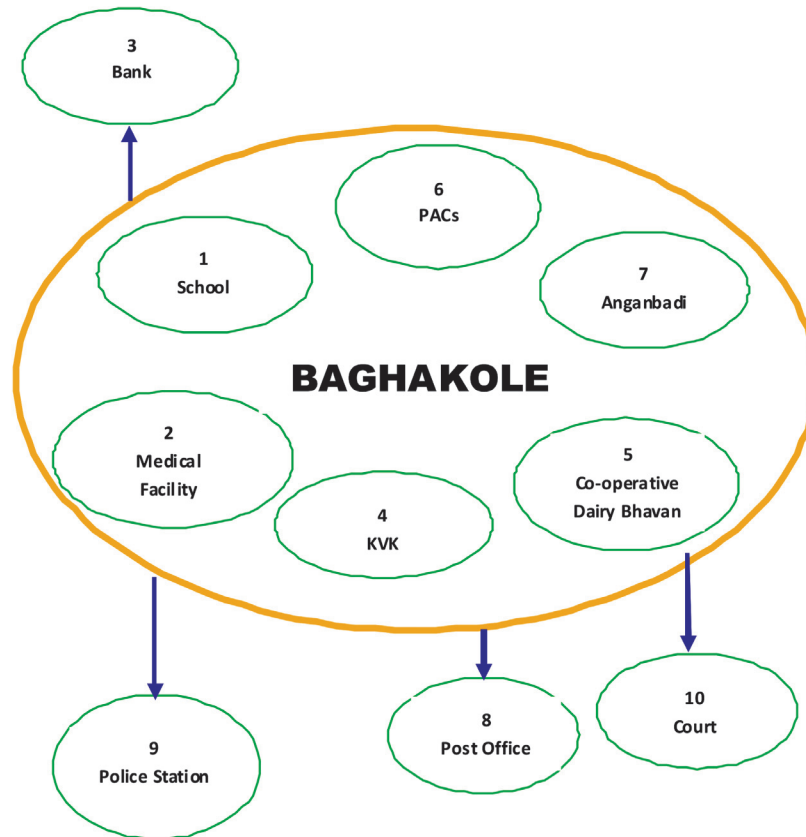 3
Bank
6
PACs
1
School
7
Anganbadi
BAGHAKOLE
2
Medical
Facility
5
Co-operative
Dairy Bhavan
4
KVK
10
Court
8
Post Office
9
Police Station